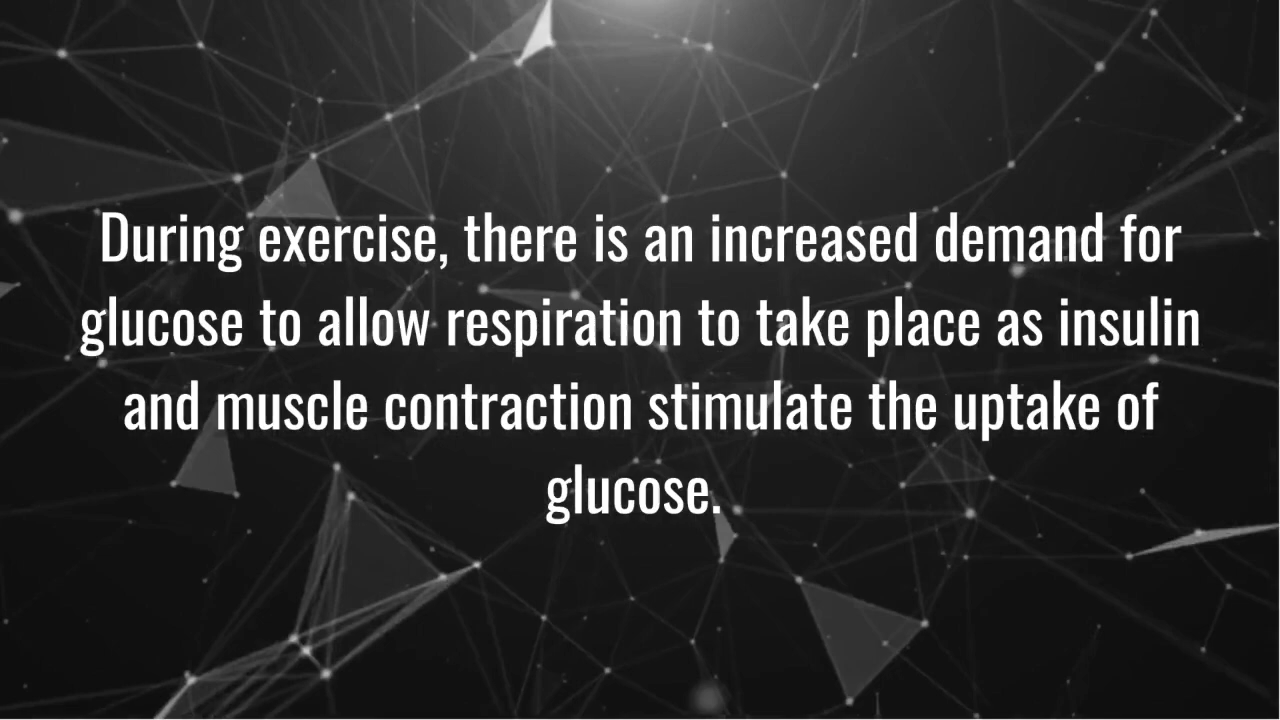 During exercise, there is an increased demand for
glucose to allow respiration to take place as insulin
and muscle contraction stimulate the uptake of
glucose.